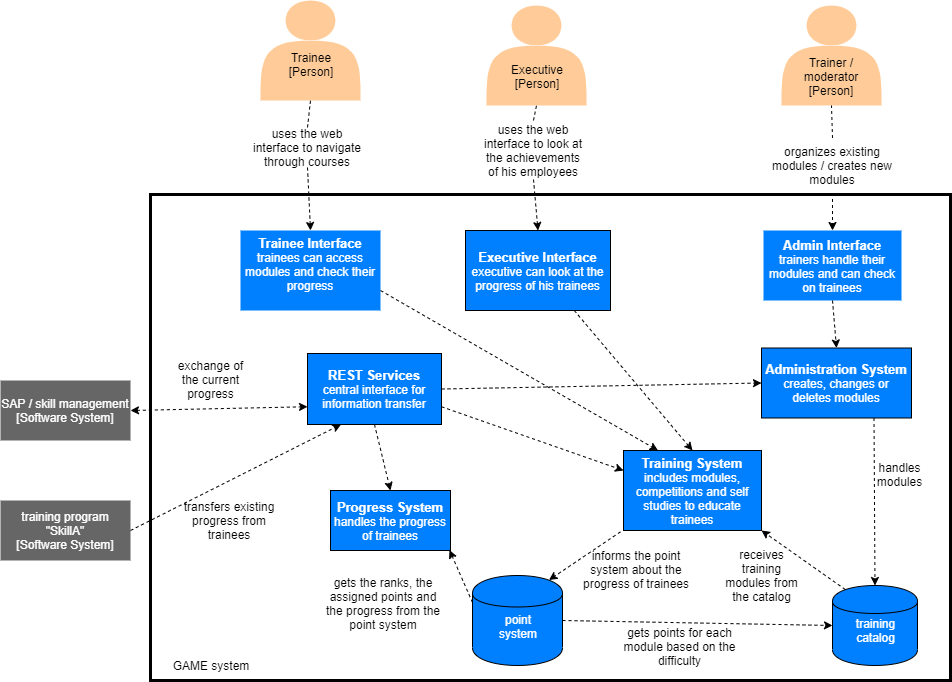 Trainee
[Person]
Executive
[Person]
Trainer /
moderator
[Person]
uses the web
interface to navigate
through courses
uses the web
interface to look at
the achievements
of his employees
organizes existing
modules / creates new
modules
Trainee Interface
trainees can access
modules and check their
progress
Executive Interface
executive can look at the
progress of his trainees
Admin Interface
trainers handle their
modules and can check
on trainees
exchange of
the current
progress
REST Services
central interface for
information transfer
Administration System
creates, changes or
deletes modules
SAP / skill management
[Software System]
training program
"SkillA"
[Software System]
transfers existing
progress from
trainees
Progress System
handles the progress
of trainees
Training System
includes modules,
competitions and self
studies to educate
trainees
handles
modules
informs the point
system about the
progress of trainees
receives
training
modules from
the catalog
gets the ranks, the
assigned points and
the progress from the
point system
point
system
gets points for each
module based on the
difficulty
training
catalog
GAME system